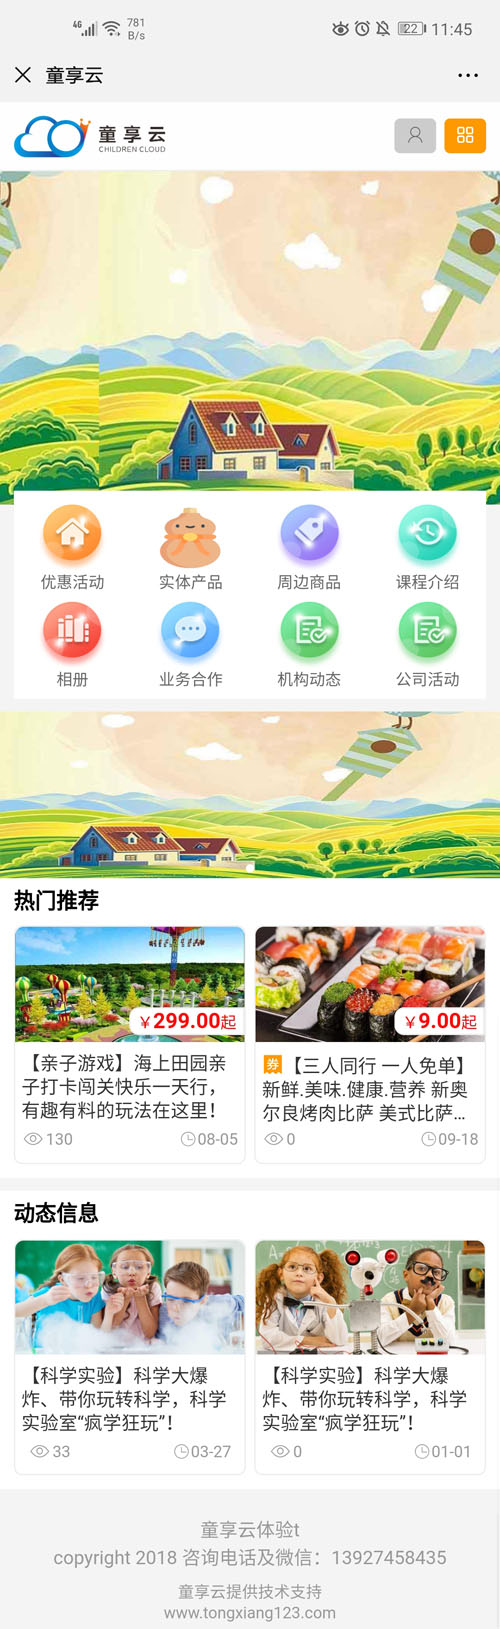 4G 781 B/s 22 11:45
童享云
童享云
CHILDREN CLOUD
优惠活动 实体产品 周边商品 课程介绍
相册 业务合作 机构动态 公司活动
热门推荐
¥299.00起
【亲子游戏】海上田园亲
子打卡闯关快乐一天行，
有趣有料的玩法在这里！
130 08-05
¥9.00起
券【三人同行 一人免单】
新鲜.美味.健康.营养 新奥
尔良烤肉比萨 美式比萨...
0 09-18
动态信息
【科学实验】科学大爆
炸、带你玩转科学，科学
实验室“疯学狂玩”！
33 03-27
【科学实验】科学大爆
炸、带你玩转科学，科学
实验室“疯学狂玩”！
0 01-01
童享云体验t
copyright 2018 咨询电话及微信：13927458435
童享云提供技术支持
www.tongxiang123.com